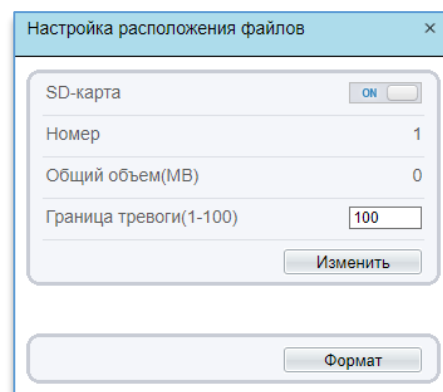 Настройка расположения файлов ×
SD-карта ON
Номер 1
Общий объем(MB) 0
Граница тревоги(1-100) 100
Изменить
Формат